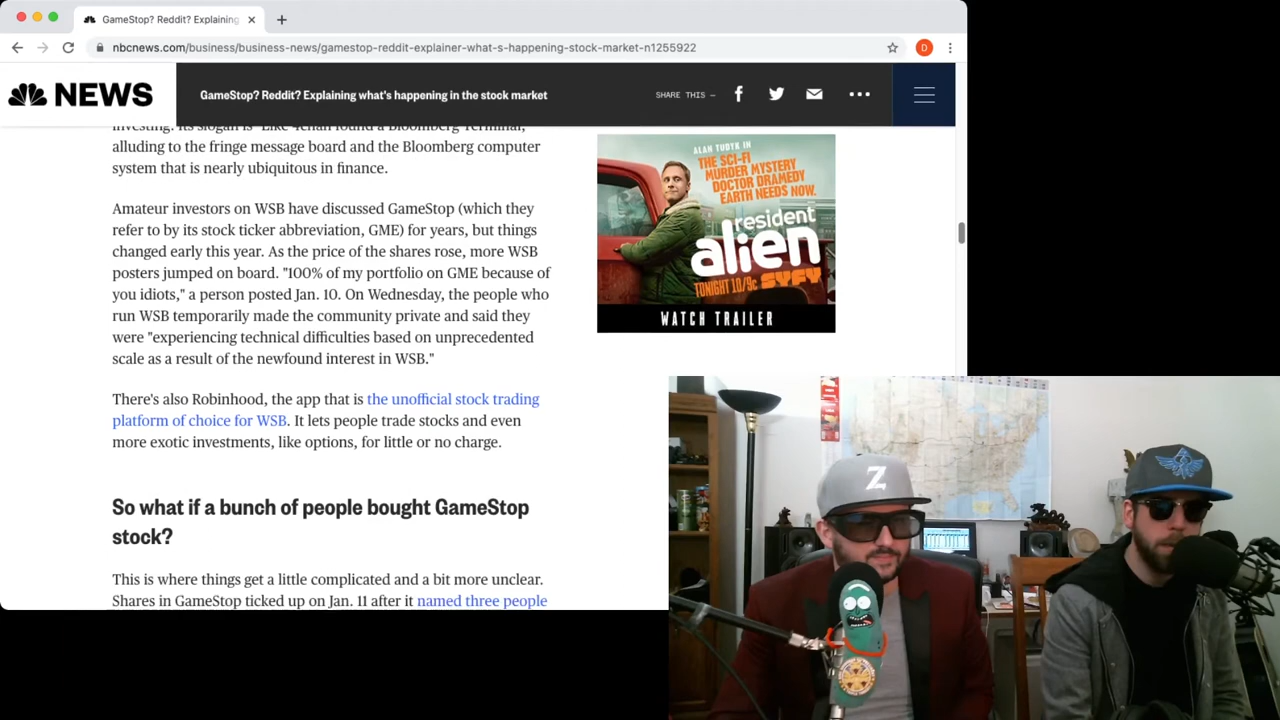 GameStop? Reddit? Explaining
nbcnews.com/business/business-news/gamestop-reddit-explainer-what-s-happening-stock-market-n1255922
D
NEWS
GameStop? Reddit? Explaining what's happening in the stock market
SHARE THIS —
investing. Its slogan is "Like 4chan found a Bloomberg Terminal,"
alluding to the fringe message board and the Bloomberg computer
system that is nearly ubiquitous in finance.
Amateur investors on WSB have discussed GameStop (which they
refer to by its stock ticker abbreviation, GME) for years, but things
changed early this year. As the price of the shares rose, more WSB
posters jumped on board. "100% of my portfolio on GME because of
you idiots," a person posted Jan. 10. On Wednesday, the people who
run WSB temporarily made the community private and said they
were "experiencing technical difficulties based on unprecedented
scale as a result of the newfound interest in WSB."
There's also Robinhood, the app that is the unofficial stock trading
platform of choice for WSB. It lets people trade stocks and even
more exotic investments, like options, for little or no charge.
So what if a bunch of people bought GameStop
stock?
This is where things get a little complicated and a bit more unclear.
Shares in GameStop ticked up on Jan. 11 after it named three people
ALAN TUDYK IN
THE SCI-FI
MURDER MYSTERY
DOCTOR DRAMEDY
EARTH NEEDS NOW.
resident
alien
TONIGHT 10/9c SYFY
WATCH TRAILER
Z